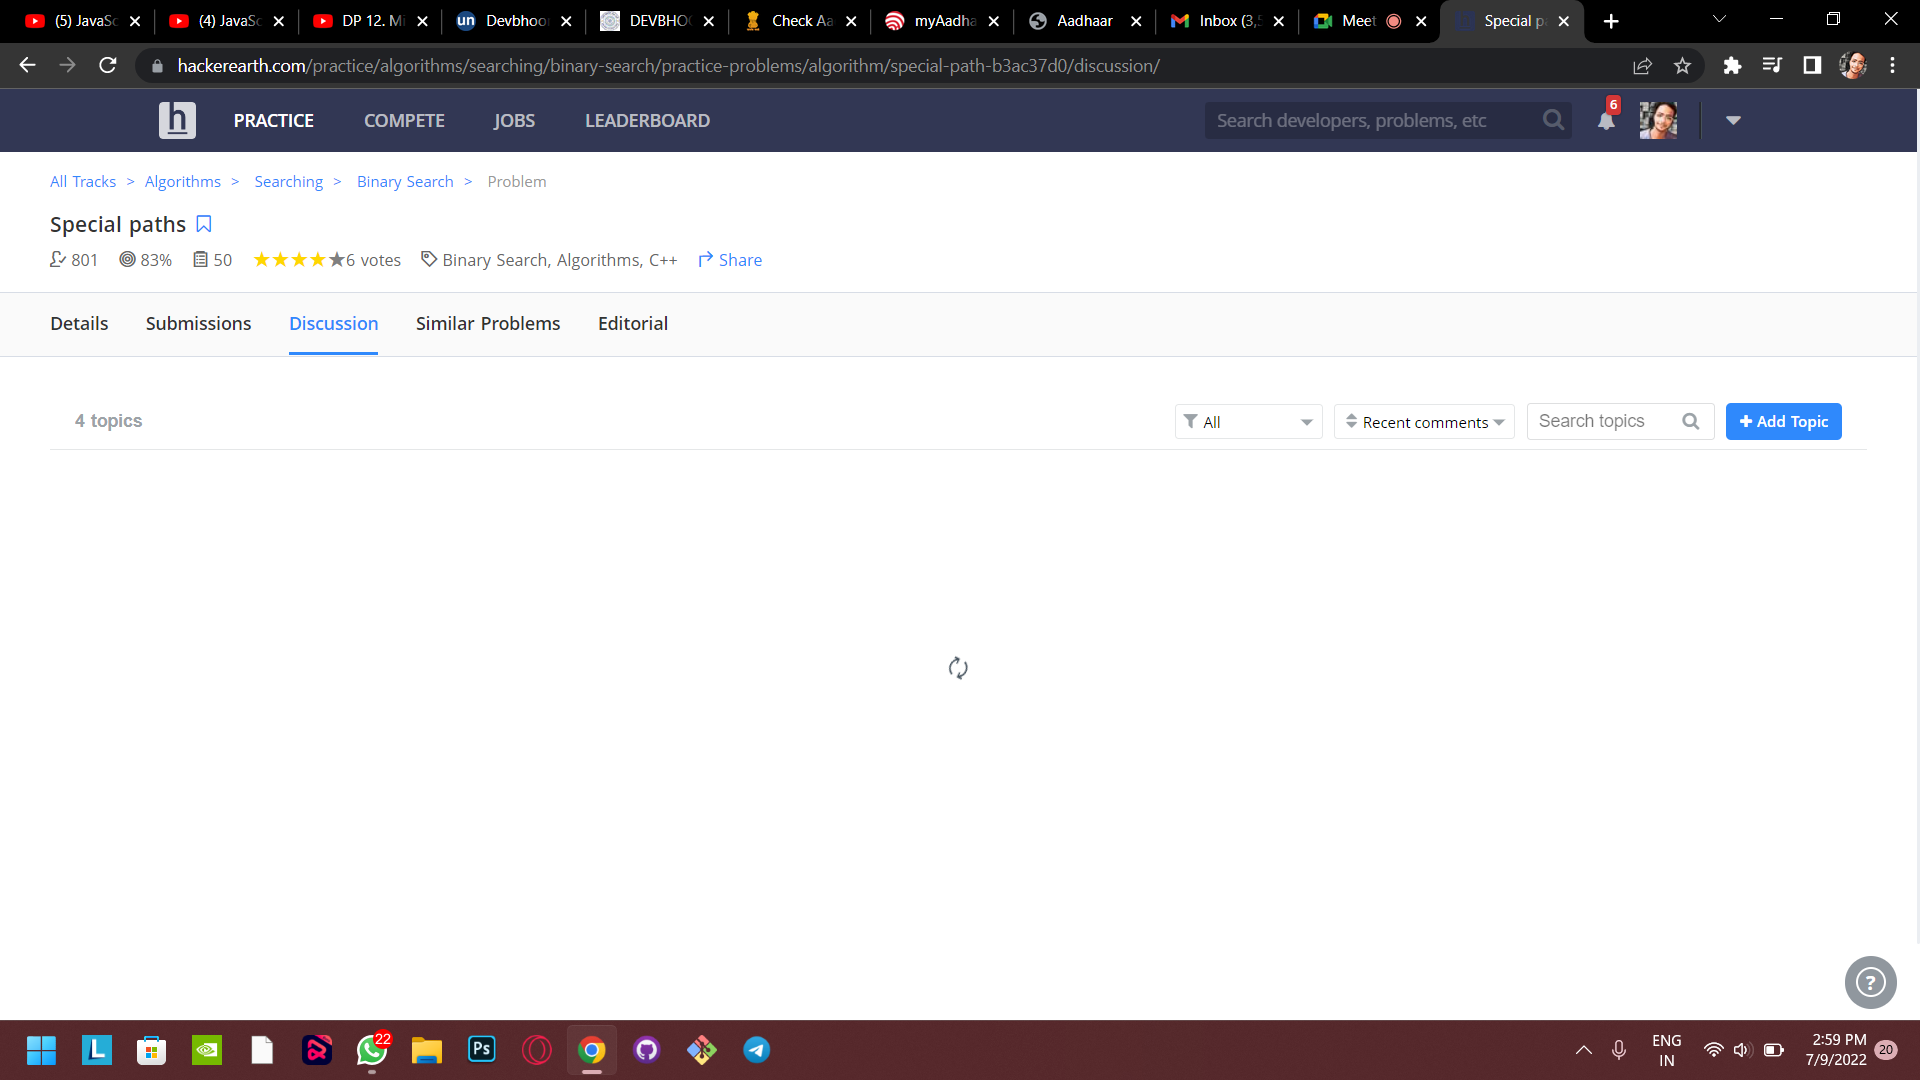 (5) JavaSc (4) JavaSc DP 12. Mi Devbhoo DEVBHO Check Aa myAadha Aadhaar Inbox (3, Meet Special p
hackerearth.com/practice/algorithms/searching/binary-search/practice-problems/algorithm/special-path-b3ac37d0/discussion/
h PRACTICE COMPETE JOBS LEADERBOARD Search developers, problems, etc 6
All Tracks > Algorithms > Searching > Binary Search > Problem
Special paths
801 83% 50 6 votes Binary Search, Algorithms, C++ Share
Details Submissions Discussion Similar Problems Editorial
4 topics All Recent comments Search topics + Add Topic
?
22 L Ps ENG IN 2:59 PM
7/9/2022 20